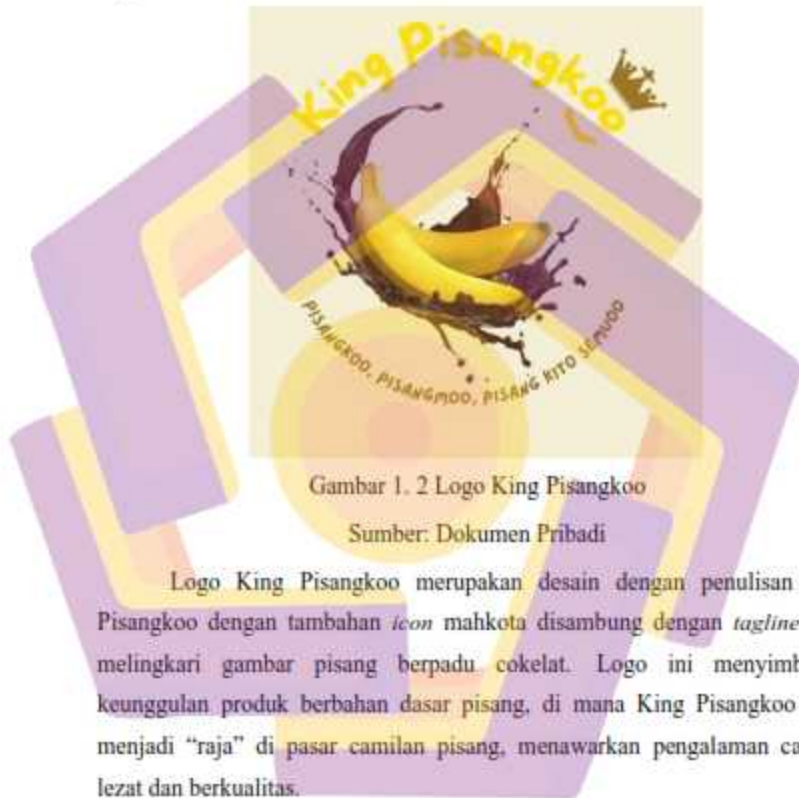 King Pisangkoo
PISANGKOO, PISANGMOO, PISANG KITO SEMUOO
Gambar 1. 2 Logo King Pisangkoo
Sumber: Dokumen Pribadi
Logo King Pisangkoo merupakan desain dengan penulisan
Pisangkoo dengan tambahan icon mahkota disambung dengan tagline
melingkari gambar pisang berpadu cokelat. Logo ini menyimb
keunggulan produk berbahan dasar pisang, di mana King Pisangkoo
menjadi “raja” di pasar camilan pisang, menawarkan pengalaman ca
lezat dan berkualitas.